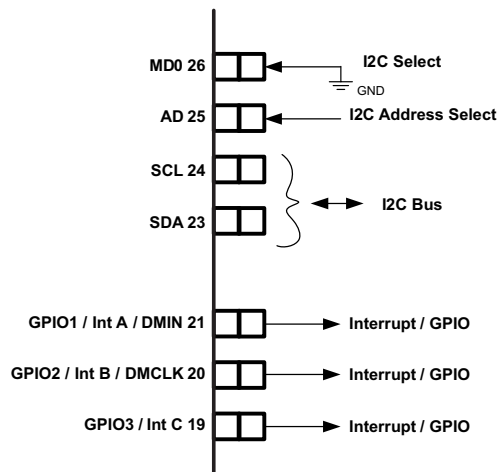 MD0 26
I2C Select
GND
AD 25
I2C Address Select
SCL 24
SDA 23
I2C Bus
GPIO1 / Int A / DMIN 21
Interrupt / GPIO
GPIO2 / Int B / DMCLK 20
Interrupt / GPIO
GPIO3 / Int C 19
Interrupt / GPIO